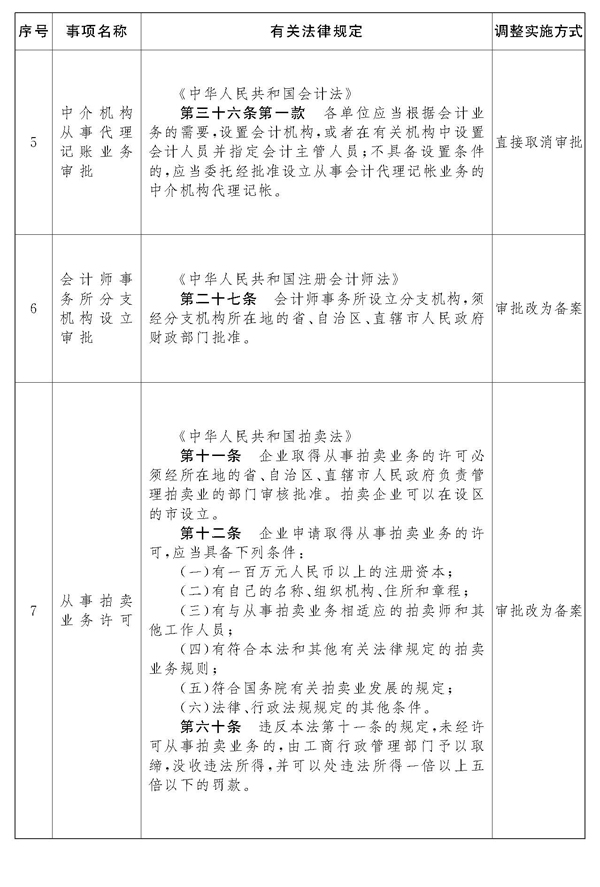 序号 事项名称 有关法律规定 调整实施方式
5
中介机构
从事代理
记账业务
审批
《中华人民共和国会计法》
第三十六条第一款 各单位应当根据会计业
务的需要,设置会计机构,或者在有关机构中设置
会计人员并指定会计主管人员;不具备设置条件
的,应当委托经批准设立从事会计代理记帐业务的
中介机构代理记帐。
直接取消审批
6
会计师事
务所分支
机构设立
审批
《中华人民共和国注册会计师法》
第二十七条 会计师事务所设立分支机构,须
经分支机构所在地的省、自治区、直辖市人民政府
财政部门批准。
审批改为备案
7
从事拍卖
业务许可
《中华人民共和国拍卖法》
第十一条 企业取得从事拍卖业务的许可必
须经所在地的省、自治区、直辖市人民政府负责管
理拍卖业的部门审核批准。拍卖企业可以在设区
的市设立。
第十二条 企业申请取得从事拍卖业务的许
可,应当具备下列条件:
(一)有一百万元人民币以上的注册资本;
(二)有自己的名称、组织机构、住所和章程;
(三)有与从事拍卖业务相适应的拍卖师和其
他工作人员;
(四)有符合本法和其他有关法律规定的拍卖
业务规则;
(五)符合国务院有关拍卖业发展的规定;
(六)法律、行政法规规定的其他条件。
第六十条 违反本法第十一条的规定,未经许
可从事拍卖业务的,由工商行政管理部门予以取
缔,没收违法所得,并可以处违法所得一倍以上五
倍以下的罚款。
审批改为备案